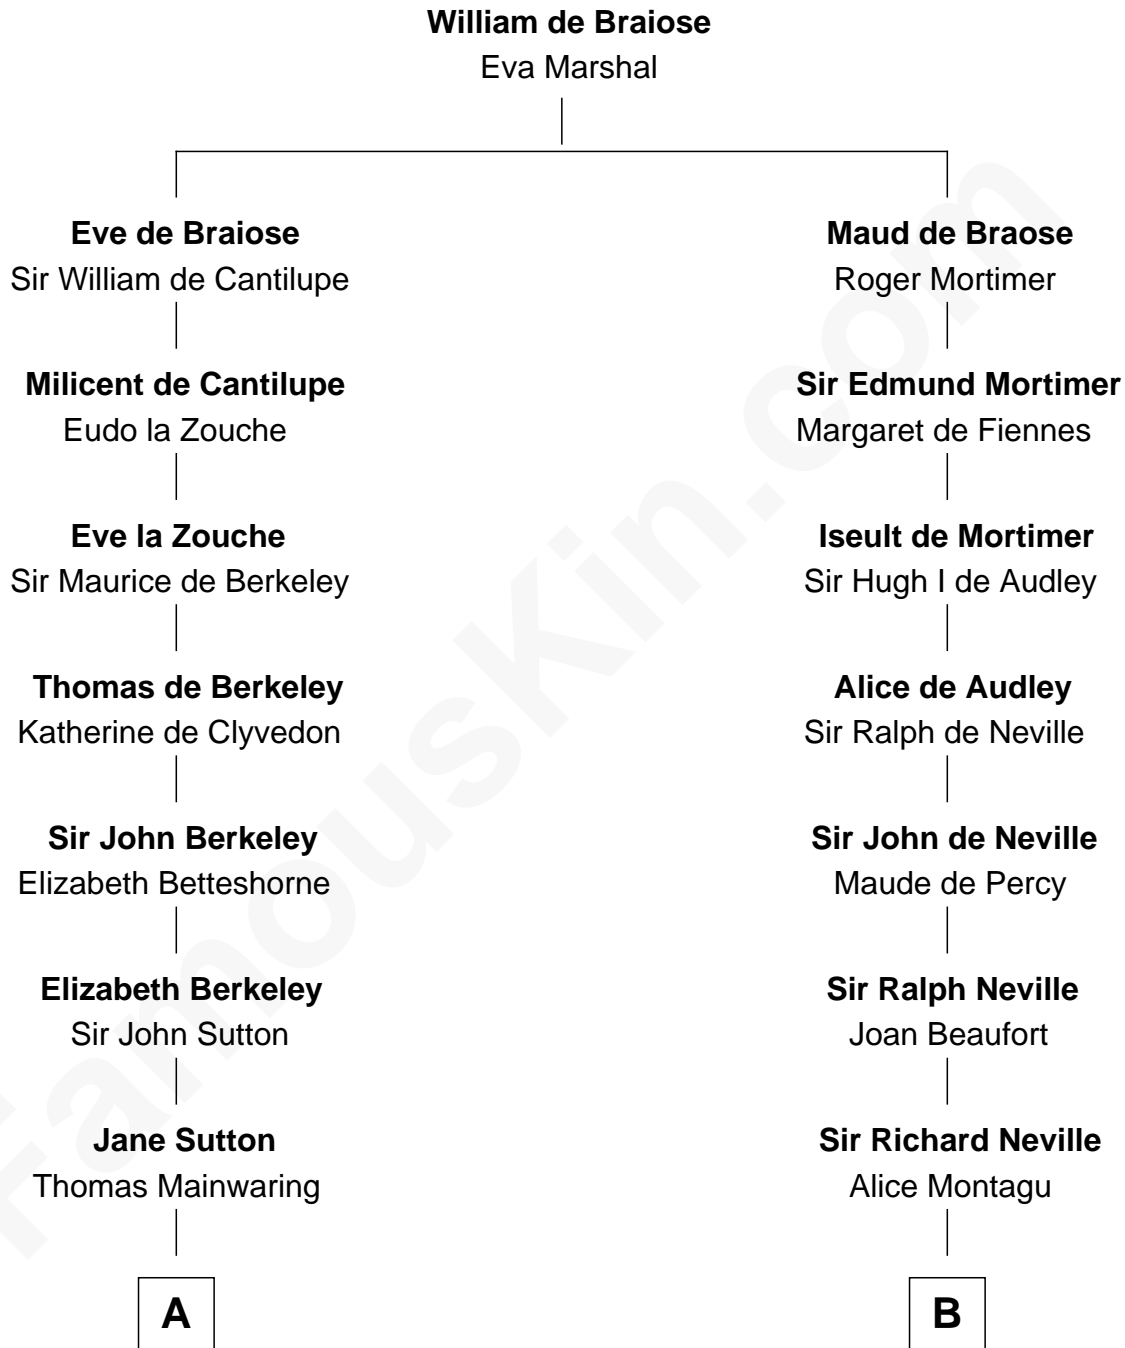 William de Braiose
Eva Marshal
Eve de Braiose
Sir William de Cantilupe
Maud de Braose
Roger Mortimer
Milicent de Cantilupe
Eudo la Zouche
Sir Edmund Mortimer
Margaret de Fiennes
Eve la Zouche
Sir Maurice de Berkeley
Iseult de Mortimer
Sir Hugh I de Audley
Thomas de Berkeley
Katherine de Clyvedon
Alice de Audley
Sir Ralph de Neville
Sir John Berkeley
Elizabeth Betteshorne
Sir John de Neville
Maude de Percy
Elizabeth Berkeley
Sir John Sutton
Sir Ralph Neville
Joan Beaufort
Jane Sutton
Thomas Mainwaring
Sir Richard Neville
Alice Montagu
A
B
FamousKin.com